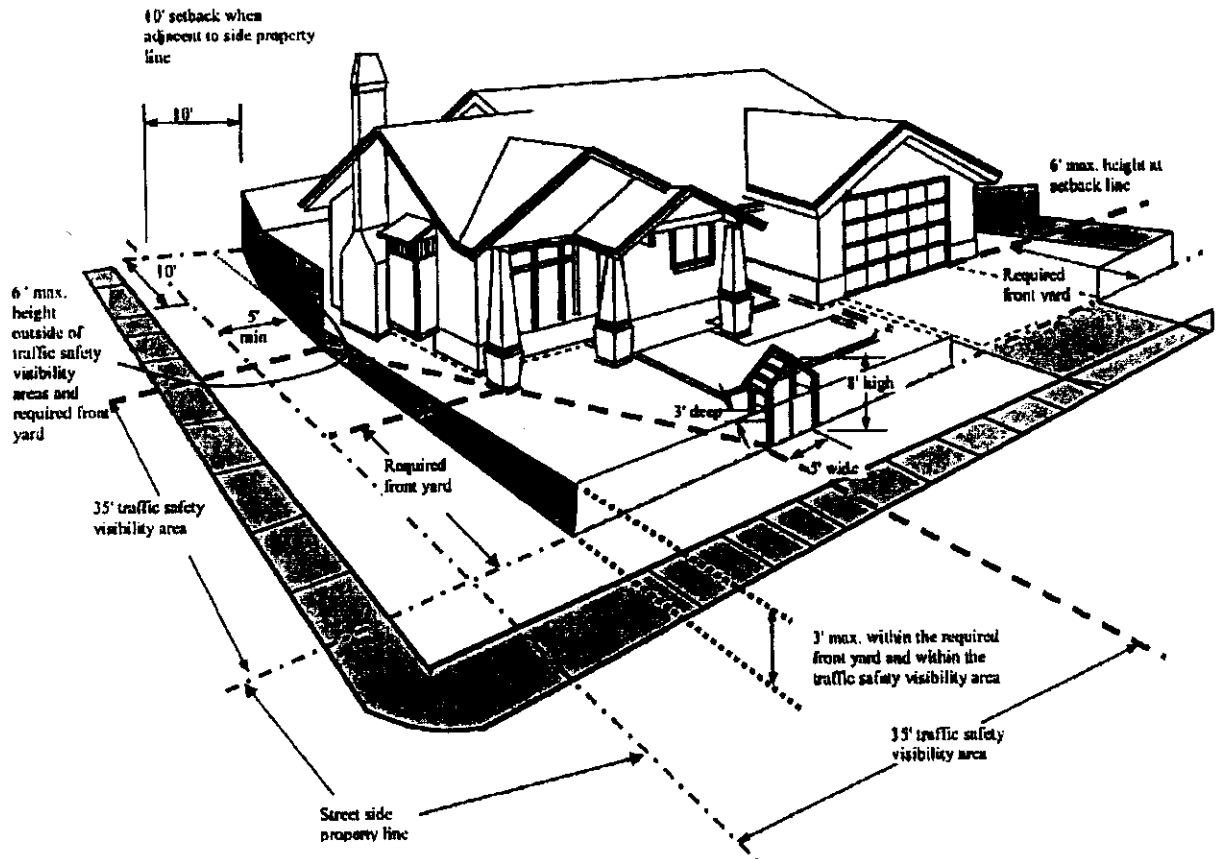 10' setback when
adjacent to side property
line
10'
6' max. height at
setback line
Required
front yard
10'
6' max.
height
outside of
traffic safety
visibility
areas and
required front
yard
5'
min
8' high
3' deep
5' wide
Required
front yard
35' traffic safety
visibility area
3' max. within the required
front yard and within the
traffic safety visibility area
35' traffic safety
visibility area
Street side
property line